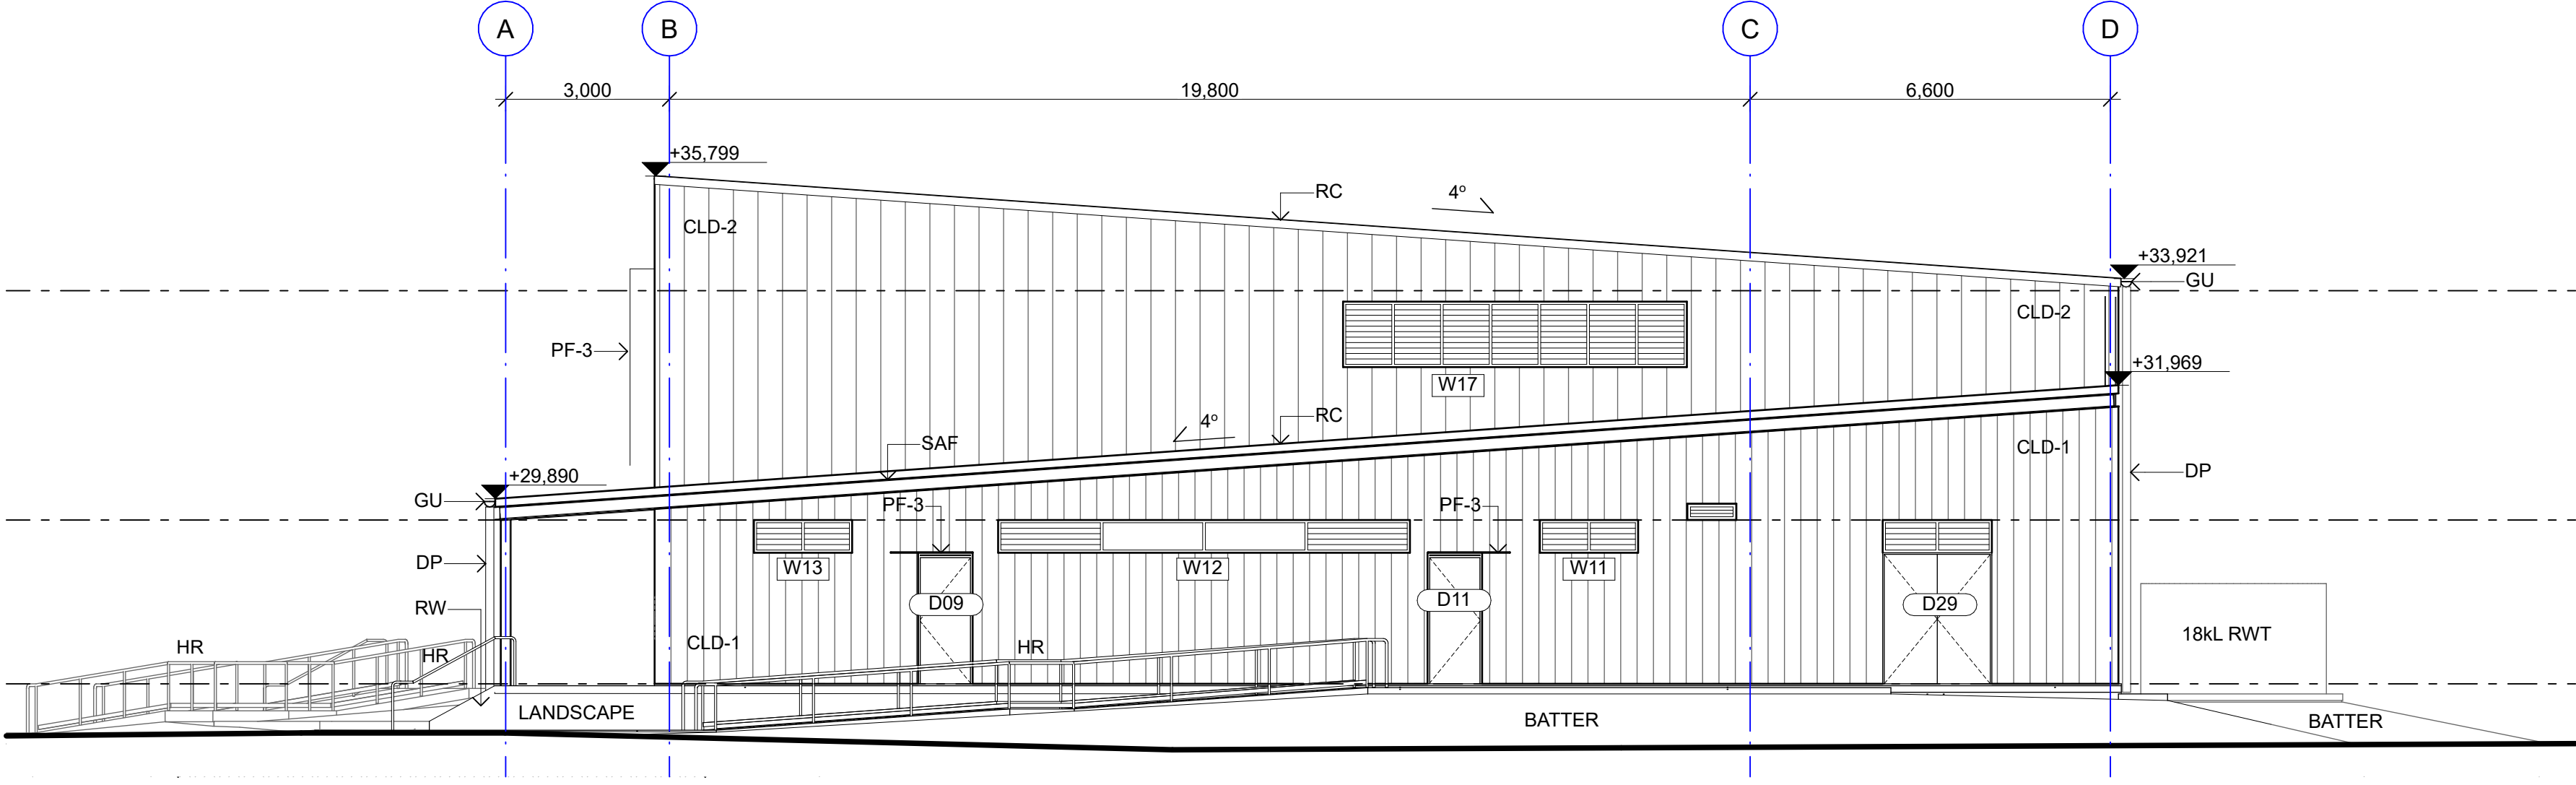 A
B
C
D
3,000
19,800
6,600
+35,799
RC
4º
CLD-2
+33,921
GU
CLD-2
PF-3
W17
+31,969
RC
4º
SAF
CLD-1
+29,890
DP
GU
PF-3
PF-3
W13
W12
W11
DP
D09
D11
D29
RW
18kL RWT
HR
HR
CLD-1
HR
LANDSCAPE
BATTER
BATTER